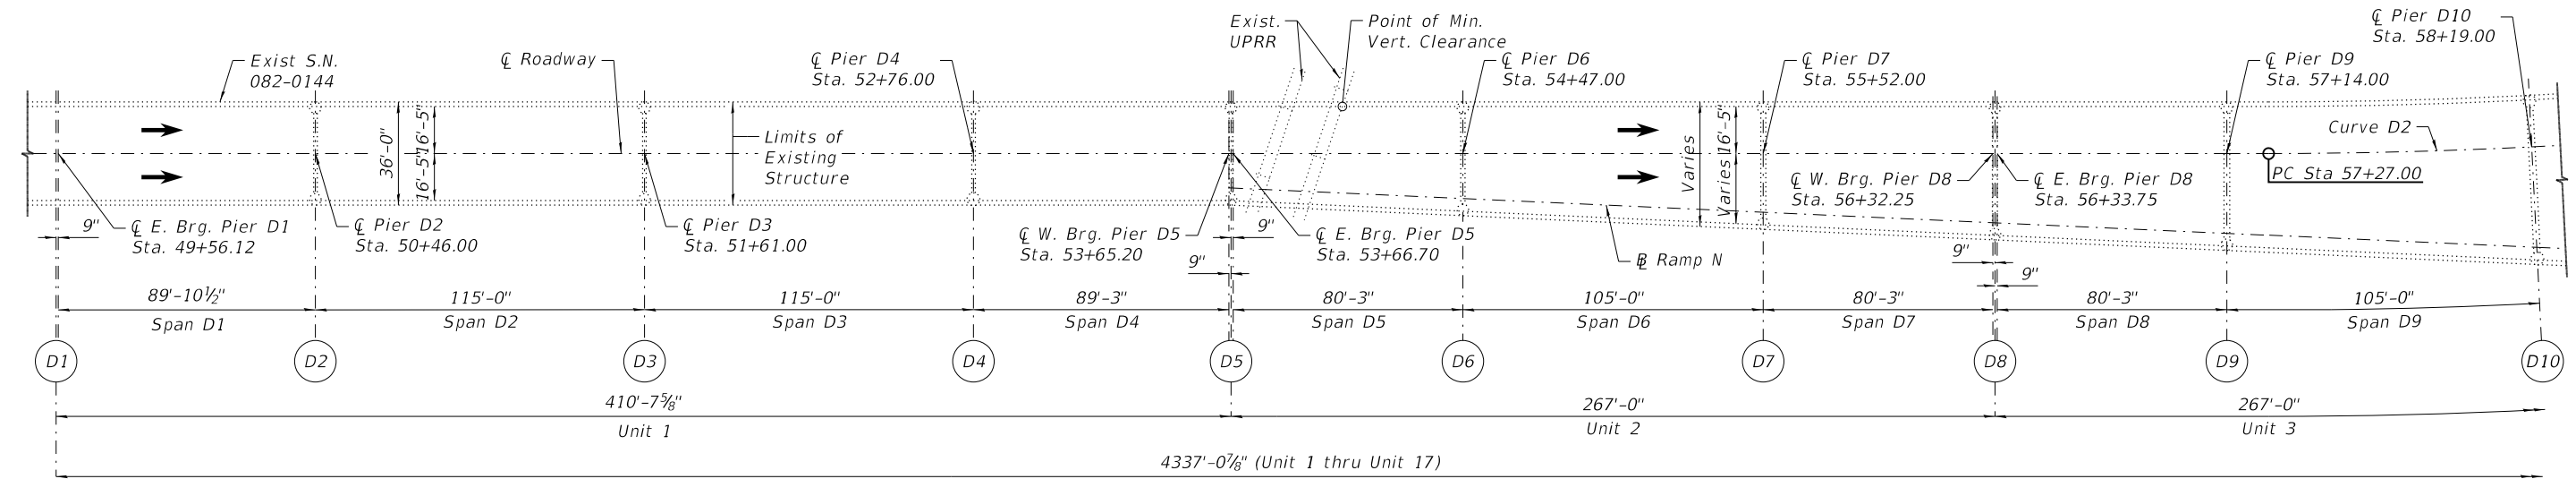 Exist S.N.
082-0144
℄ Roadway
℄ Pier D4
Sta. 52+76.00
Exist.
UPRR
Point of Min.
Vert. Clearance
℄ Pier D6
Sta. 54+47.00
℄ Pier D7
Sta. 55+52.00
℄ Pier D9
Sta. 57+14.00
℄ Pier D10
Sta. 58+19.00
36'-0"
16'-5"
16'-5"
Limits of
Existing
Structure
Varies
16'-5"
Varies
Curve D2
PC Sta 57+27.00
9"
℄ E. Brg. Pier D1
Sta. 49+56.12
℄ Pier D2
Sta. 50+46.00
℄ Pier D3
Sta. 51+61.00
℄ W. Brg. Pier D5
Sta. 53+65.20
9"
9"
℄ E. Brg. Pier D5
Sta. 53+66.70
BL Ramp N
℄ W. Brg. Pier D8
Sta. 56+32.25
℄ E. Brg. Pier D8
Sta. 56+33.75
9"
9"
89'-10½"
Span D1
115'-0"
Span D2
115'-0"
Span D3
89'-3"
Span D4
80'-3"
Span D5
105'-0"
Span D6
80'-3"
Span D7
80'-3"
Span D8
105'-0"
Span D9
D1
D2
D3
D4
D5
D6
D7
D8
D9
D10
410'-7⅝"
Unit 1
267'-0"
Unit 2
267'-0"
Unit 3
4337'-0⅞" (Unit 1 thru Unit 17)